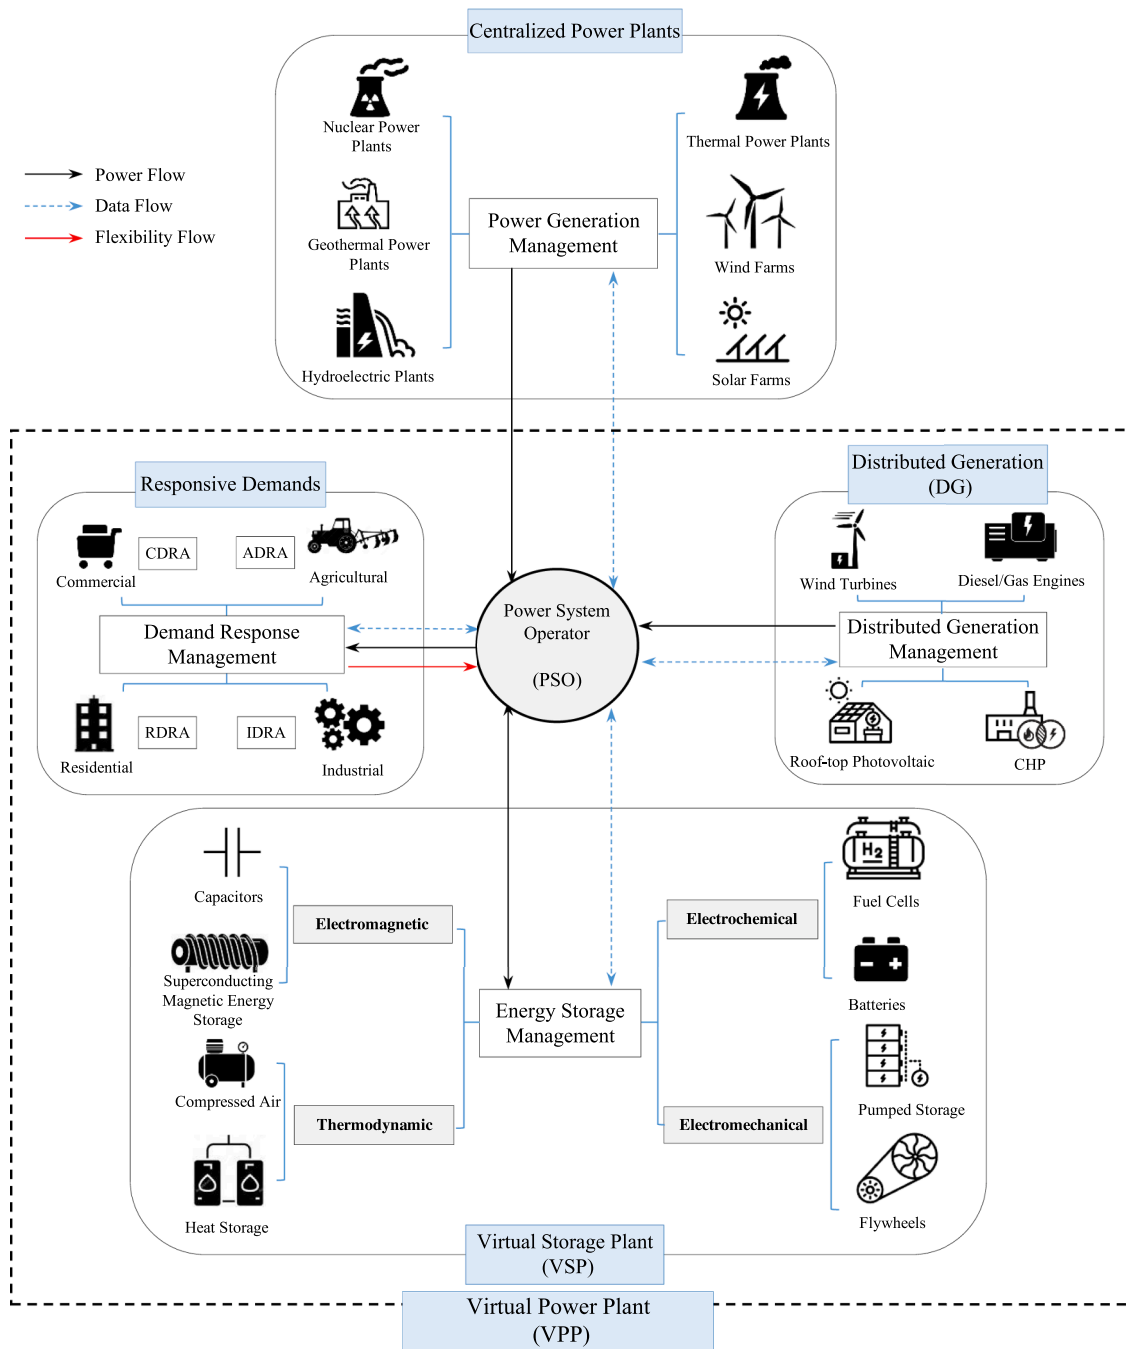 Centralized Power Plants
Nuclear Power
Plants
Thermal Power Plants
Power Flow
Data Flow
Flexibility Flow
Geothermal Power
Plants
Power Generation
Management
Wind Farms
Hydroelectric Plants
Solar Farms
Responsive Demands
Distributed Generation
(DG)
CDRA
ADRA
Commercial
Agricultural
Wind Turbines
Diesel/Gas Engines
Demand Response
Management
Power System
Operator
(PSO)
Distributed Generation
Management
RDRA
IDRA
Residential
Industrial
Roof-top Photovoltaic
CHP
Capacitors
H2
Fuel Cells
Electromagnetic
Electrochemical
Superconducting
Magnetic Energy
Storage
Batteries
Energy Storage
Management
Compressed Air
Pumped Storage
Thermodynamic
Electromechanical
Heat Storage
Flywheels
Virtual Storage Plant
(VSP)
Virtual Power Plant
(VPP)